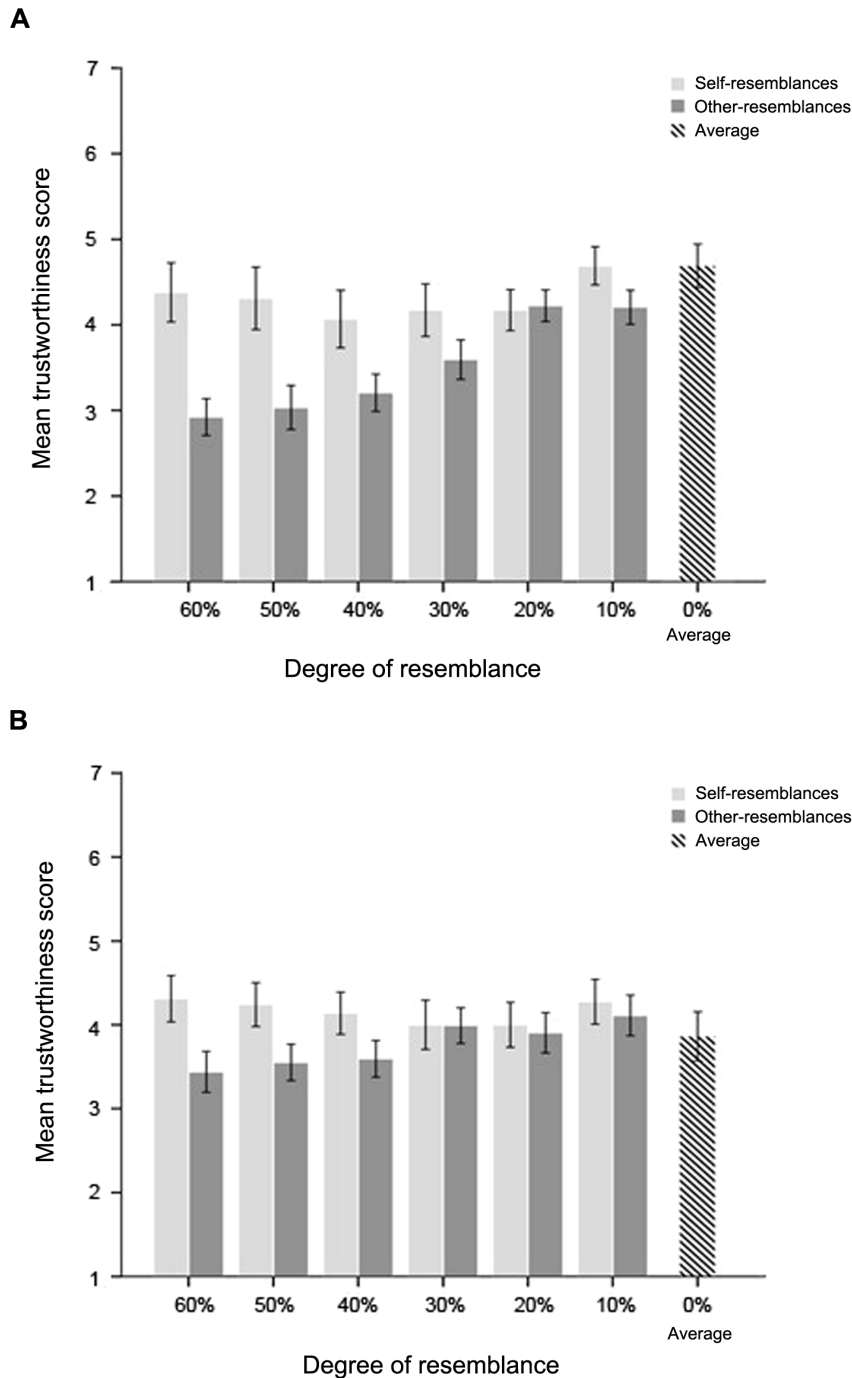 A
7
6
5
4
3
2
1
Mean trustworthiness score
Self-resemblances
Other-resemblances
Average
60% 50% 40% 30% 20% 10% 0%
Average
Degree of resemblance
B
7
6
5
4
3
2
1
Mean trustworthiness score
Self-resemblances
Other-resemblances
Average
60% 50% 40% 30% 20% 10% 0%
Average
Degree of resemblance